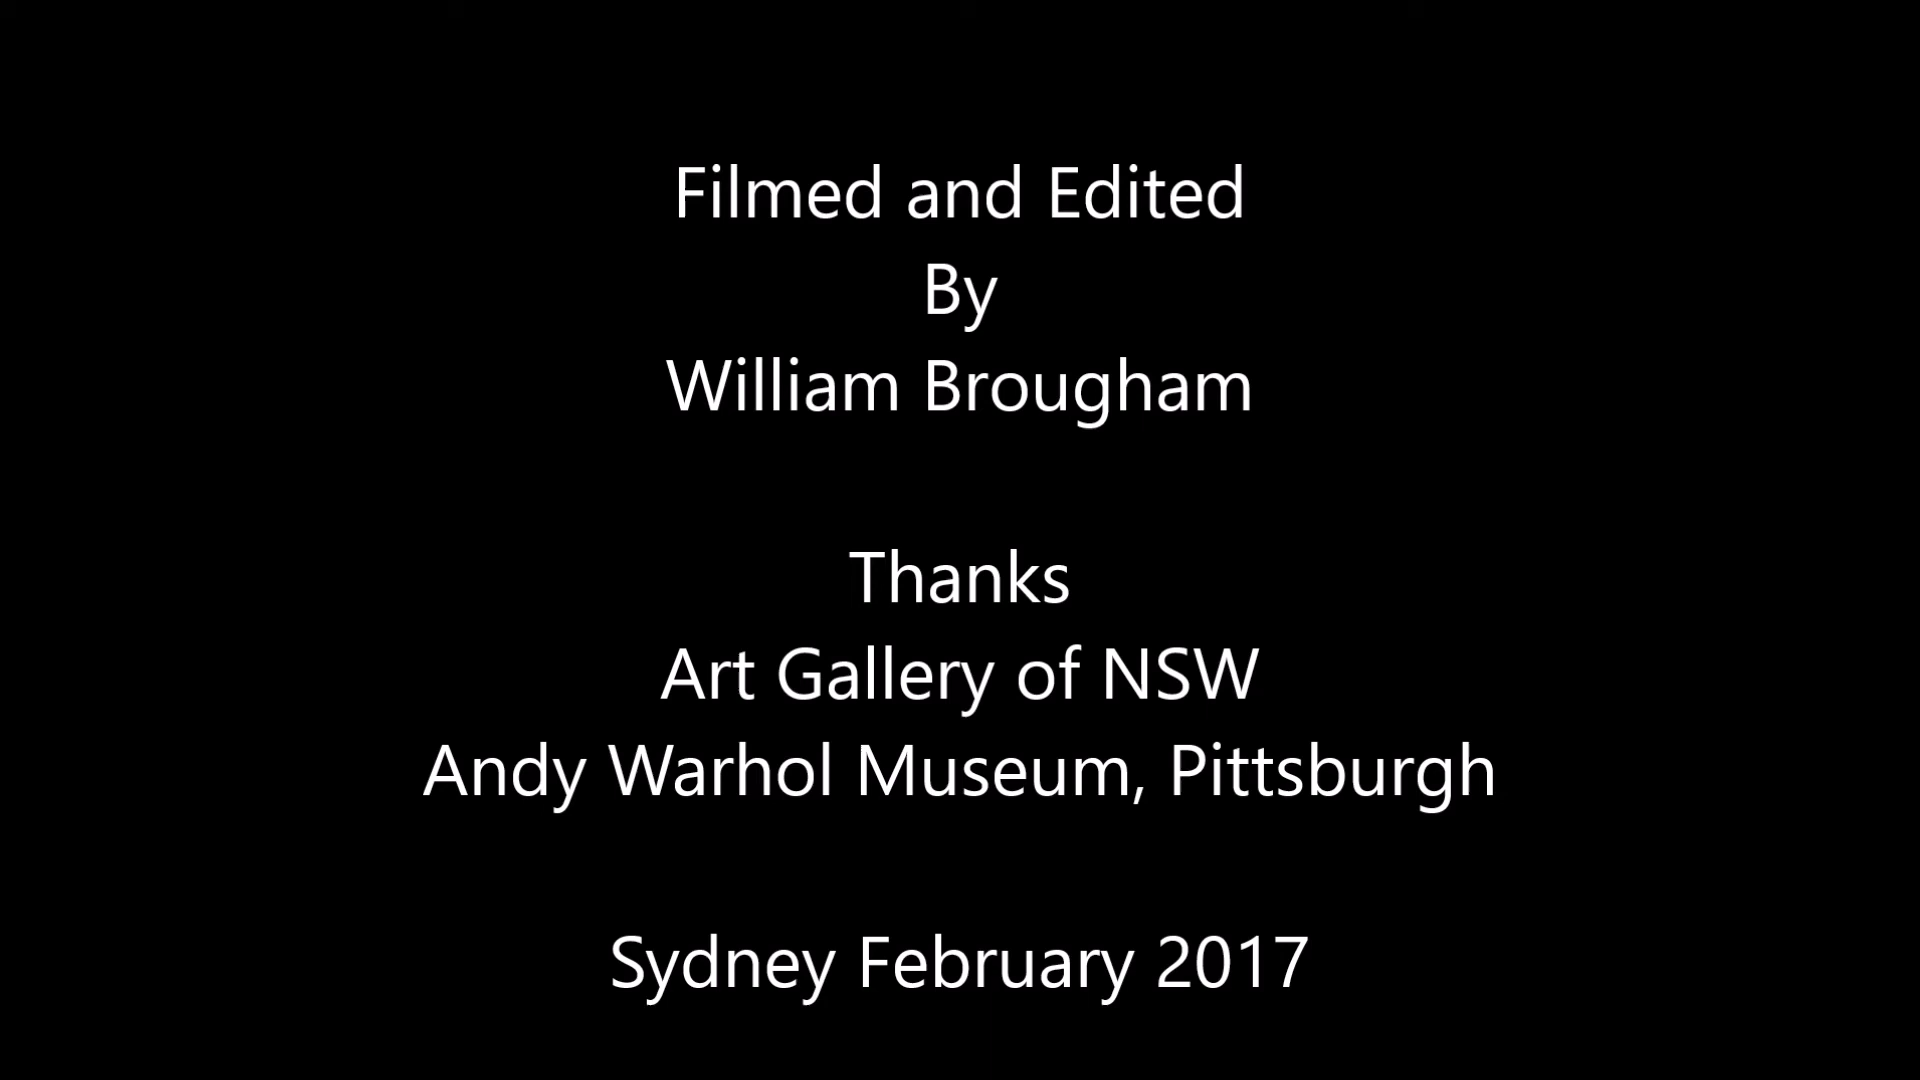 Filmed and Edited
By
William Brougham
Thanks
Art Gallery of NSW
Andy Warhol Museum, Pittsburgh
Sydney February 2017